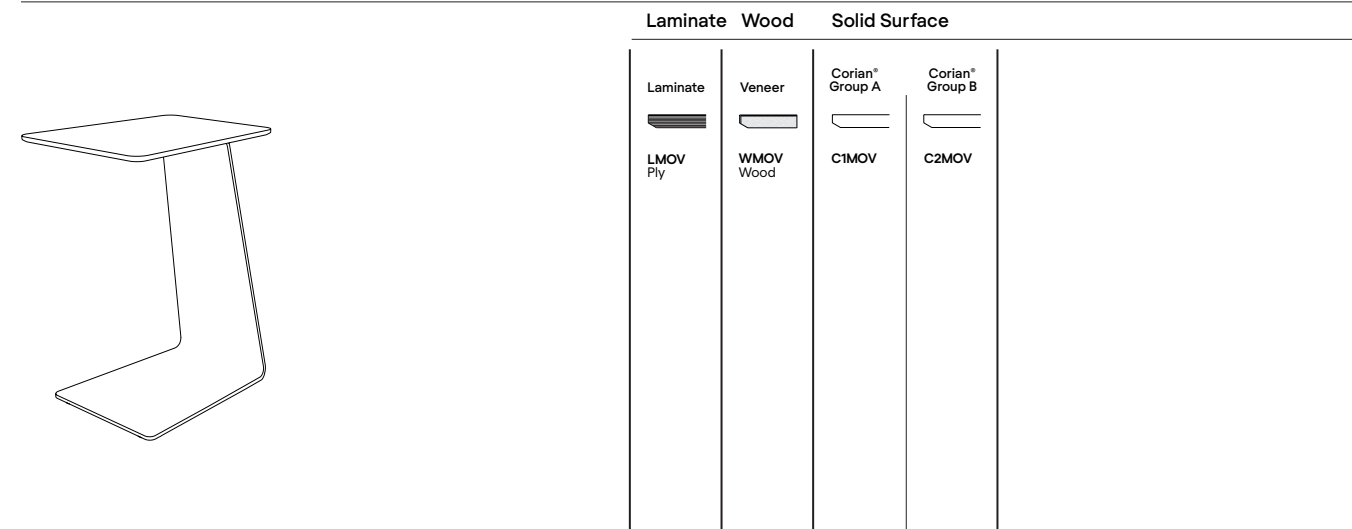 Laminate Wood Solid Surface
Laminate
Veneer
Corian®
Group A
Corian®
Group B
LMOV
Ply
WMOV
Wood
C1MOV
C2MOV